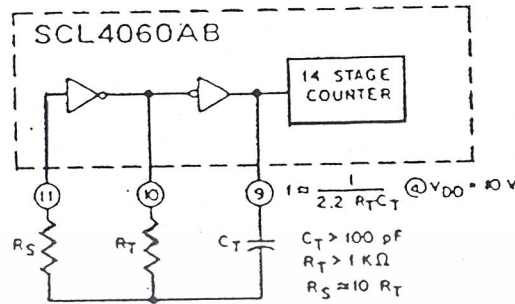 SCL4060AB
14 STAGE
COUNTER
11
10
9
f ≈ 1 / 2.2 RTCT @ VDD = 10 V
RS
RT
CT
CT > 100 pF
RT > 1 KΩ
RS ≈ 10 RT